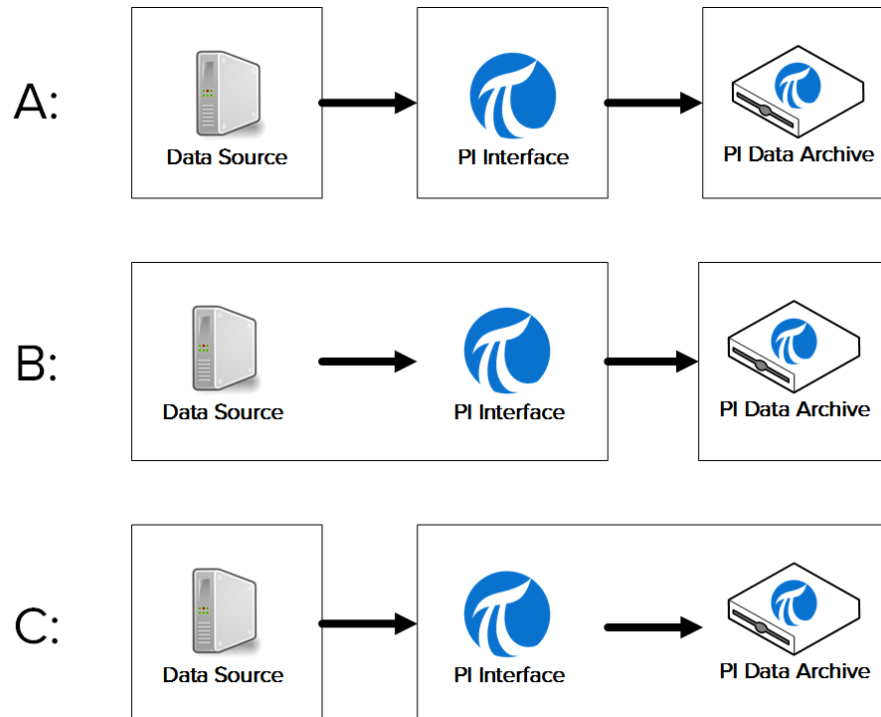 A:
Data Source
PI Interface
PI Data Archive
B:
Data Source
PI Interface
PI Data Archive
C:
Data Source
PI Interface
PI Data Archive